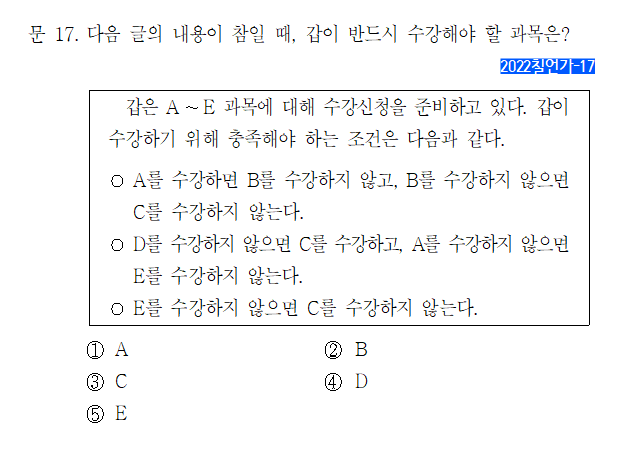 문 17. 다음 글의 내용이 참일 때, 갑이 반드시 수강해야 할 과목은?
2022칠언가-17
갑은 A ~ E 과목에 대해 수강신청을 준비하고 있다. 갑이
수강하기 위해 충족해야 하는 조건은 다음과 같다.
○ A를 수강하면 B를 수강하지 않고, B를 수강하지 않으면
C를 수강하지 않는다.
○ D를 수강하지 않으면 C를 수강하고, A를 수강하지 않으면
E를 수강하지 않는다.
○ E를 수강하지 않으면 C를 수강하지 않는다.
① A ② B
③ C ④ D
⑤ E